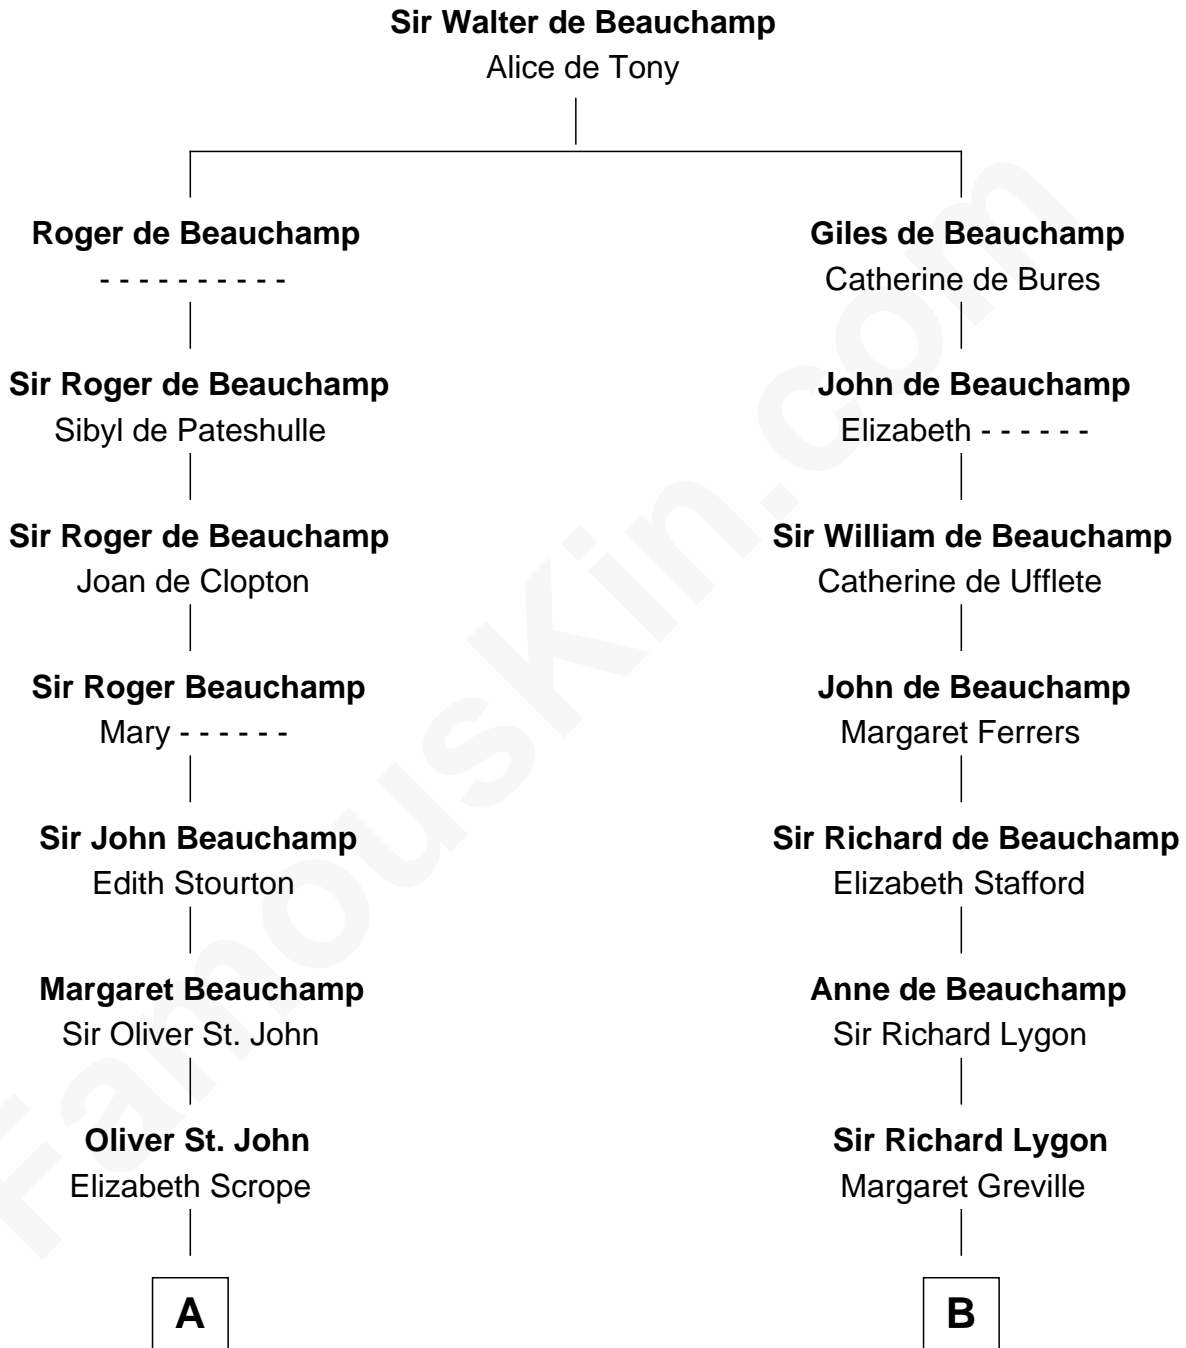 Sir Walter de Beauchamp
Alice de Tony
Roger de Beauchamp
- - - - - - - - - -
Giles de Beauchamp
Catherine de Bures
Sir Roger de Beauchamp
Sibyl de Pateshulle
John de Beauchamp
Elizabeth - - - - - -
Sir Roger de Beauchamp
Joan de Clopton
Sir William de Beauchamp
Catherine de Ufflete
Sir Roger Beauchamp
Mary - - - - - -
John de Beauchamp
Margaret Ferrers
Sir John Beauchamp
Edith Stourton
Sir Richard de Beauchamp
Elizabeth Stafford
Margaret Beauchamp
Sir Oliver St. John
Anne de Beauchamp
Sir Richard Lygon
Oliver St. John
Elizabeth Scrope
Sir Richard Lygon
Margaret Greville
A
B
FamousKin.com